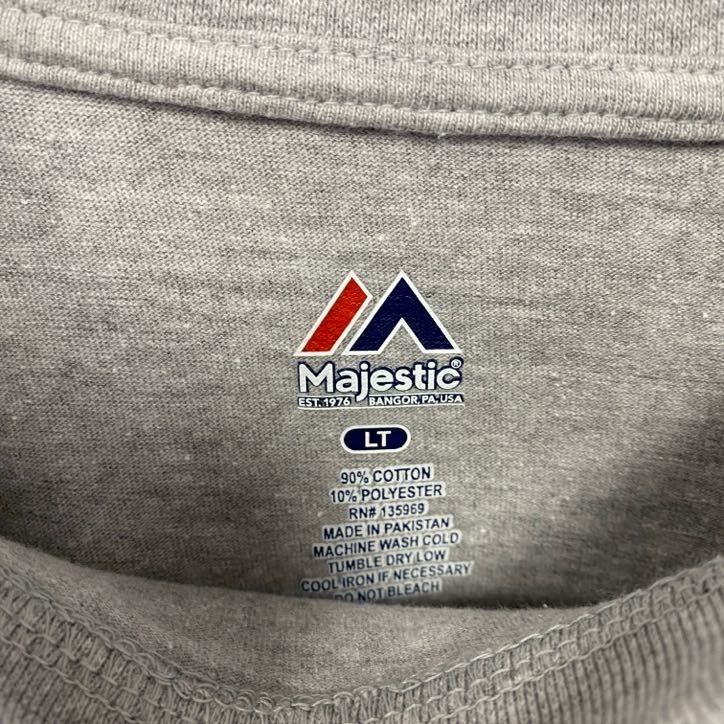 Majestic®
EST. 1976 BANGOR, PA, USA
LT
90% COTTON
10% POLYESTER
RN# 135969
MADE IN PAKISTAN
MACHINE WASH COLD
TUMBLE DRY LOW
COOL IRON IF NECESSARY
DO NOT BLEACH